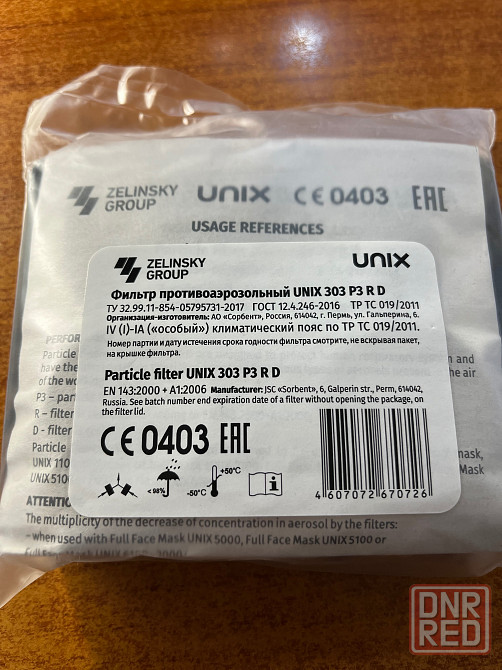 ZELINSKY
GROUP
UNIX
CE 0403
EAC
USAGE REFERENCES
ZELINSKY
GROUP
UNIX
Фильтр противоаэрозольный UNIX 303 P3 R D
ТУ 32.99.11-854-05795731-2017 ГОСТ 12.4.246-2016 ТР ТС 019/2011
Организация-изготовитель: АО «Сорбент», Россия, 614042, г. Пермь, ул. Гальперина, 6.
IV (I)-IA («особый») климатический пояс по ТР ТС 019/2011.
Номер партии и дату истечения срока годности фильтра смотрите, не вскрывая пакет,
на крышке фильтра.
Particle filter UNIX 303 P3 R D
EN 143:2000 + A1:2006 Manufacturer: JSC «Sorbent», 6, Galperin str., Perm, 614042,
Russia. See batch number end expiration date of a filter without opening the package, on
the filter lid.
CE 0403 EAC
< 98%
-50°C
+50°C
4 607072 670726
PERFOR
Particle
have the
of the wo
P3 - parti
R - filter
D - filter
Particle
UNIX 1100
UNIX 5100
and
the air
mask,
Mask
ATTENTIO
The multiplicity of the decrease of concentration in aerosol by the filters:
- when used with Full Face Mask UNIX 5000, Full Face Mask UNIX 5100 or
Full Face Mask UNIX
DNR
RED